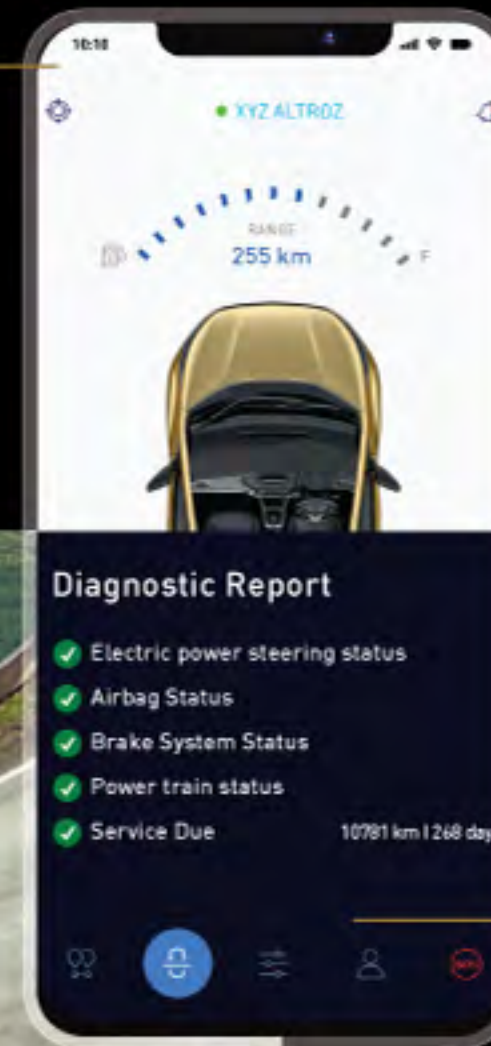 10:10
XYZ ALTROZ
RANGE
255 km
F
Diagnostic Report
Electric power steering status
Airbag Status
Brake System Status
Power train status
Service Due 10781 km | 268 day